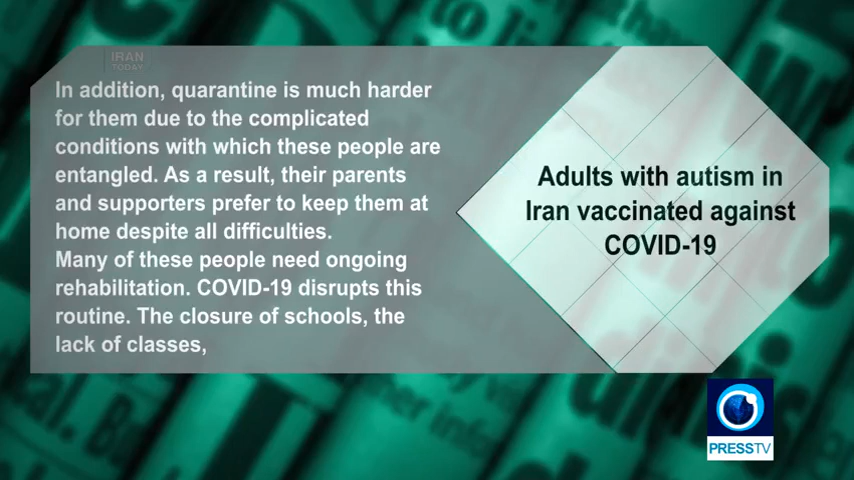 IRAN
TODAY
In addition, quarantine is much harder
for them due to the complicated
conditions with which these people are
entangled. As a result, their parents
and supporters prefer to keep them at
home despite all difficulties.
Many of these people need ongoing
rehabilitation. COVID-19 disrupts this
routine. The closure of schools, the
lack of classes,
Adults with autism in
Iran vaccinated against
COVID-19
PRESSTV